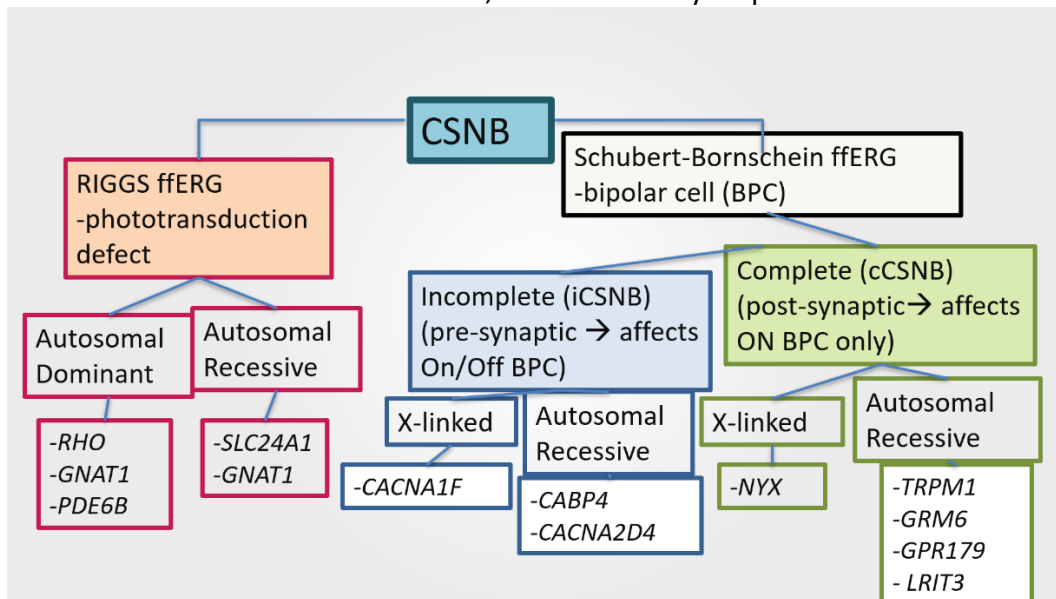 CSNB
RIGGS ffERG
-phototransduction
defect
Schubert-Bornschein ffERG
-bipolar cell (BPC)
Autosomal
Dominant
Autosomal
Recessive
-RHO
-GNAT1
-PDE6B
-SLC24A1
-GNAT1
Incomplete (iCSNB)
(pre-synaptic → affects
On/Off BPC)
Complete (cCSNB)
(post-synaptic→ affects
ON BPC only)
X-linked
Autosomal
Recessive
-CACNA1F
-CABP4
-CACNA2D4
X-linked
Autosomal
Recessive
-NYX
-TRPM1
-GRM6
-GPR179
- LRIT3